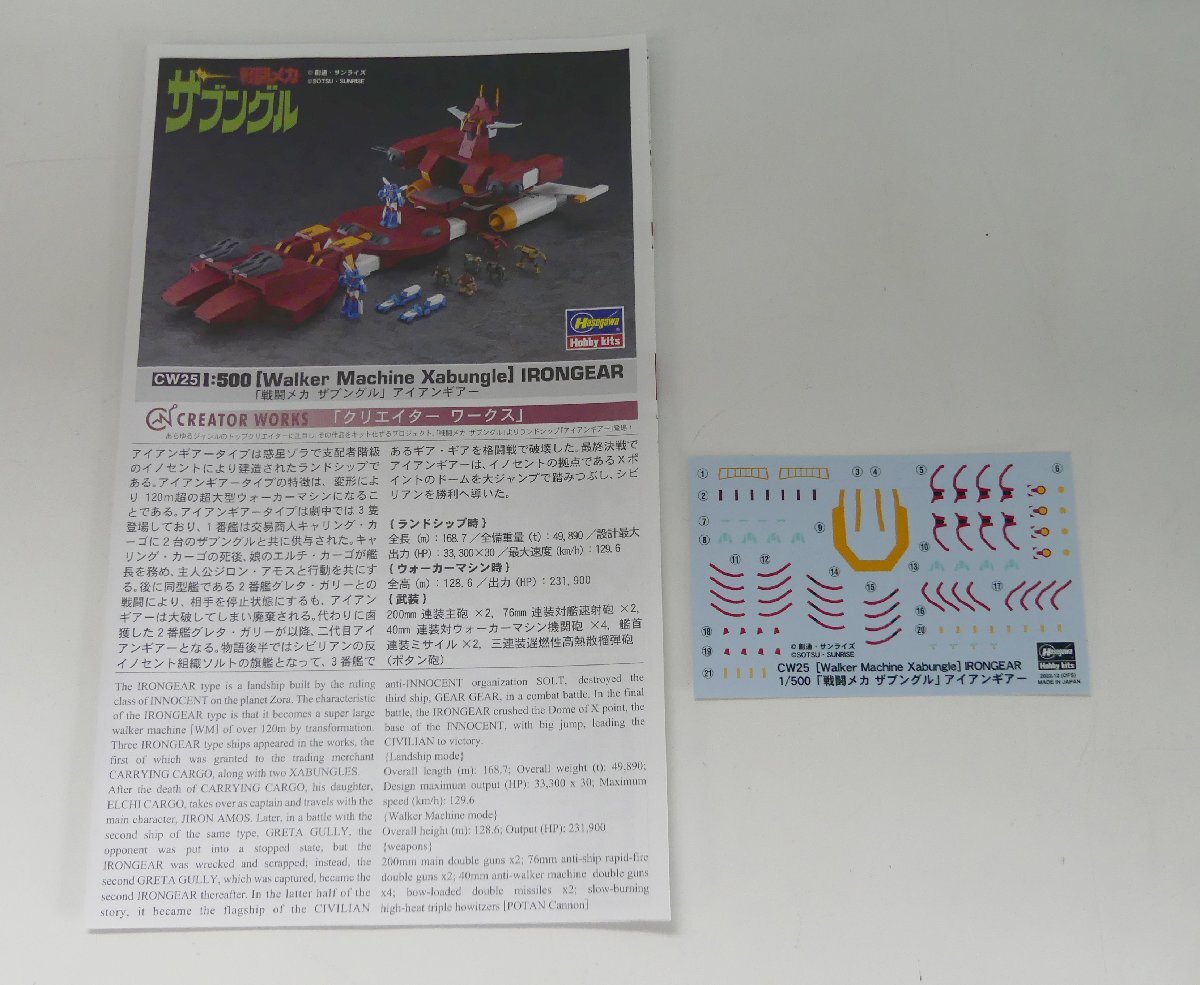 戦闘メカ
ザブングル
©創通・サンライズ
©SOTSU・SUNRISE
Hasegawa
Hobby kits
CW25 1:500 [Walker Machine Xabungle] IRONGEAR
「戦闘メカ ザブングル」アイアンギアー
CREATOR WORKS 「クリエイター ワークス」
アイアンギアータイプは惑星ゾラで支配者階級
のイノセントにより建造されたランドシップで
ある。アイアンギアータイプの特徴は、変形によ
り 120m超の超大型ウォーカーマシンになるこ
とである。アイアンギアータイプは劇中では 3 隻
登場しており、1 番艦は交易商人キャリング・カ
ーゴに 2 台のザブングルと共に供与された。キャ
リング・カーゴの死後、娘のエルチ・カーゴが艦
長を務め、主人公ジロン・アモスと行動を共にす
る。後に同型艦である 2 番艦グレタ・ガリーとの
戦闘により、相手を停止状態にするも、アイアン
ギアーは大破してしまい廃棄される。代わりに鹵
獲した 2 番艦グレタ・ガリーが以降、二代目アイ
アンギアーとなる。物語後半ではシビリアンの反
イノセント組織ソルトの旗艦となって、3 番艦で
あるギア・ギアを格闘戦で破壊した。最終決戦で
アイアンギアーは、イノセントの拠点である X ポ
イントのドームを大ジャンプで踏みつぶし、シビ
リアンを勝利へ導いた。
{ランドシップ時}
全長 (m)：168.7／全備重量 (t)：49,890／設計最大
出力 (HP)：33,300×30／最大速度 (km/h)：129.6
{ウォーカーマシン時}
全高 (m)：128.6／出力 (HP)：231,900
{武装}
200mm 連装主砲 ×2, 76mm 連装対艦速射砲 ×2,
40mm 連装対ウォーカーマシン機関砲 ×4, 艦首
連装ミサイル ×2, 三連装遅燃性高熱散榴弾砲
(ボタン砲)
The IRONGEAR type is a landship built by the ruling
class of INNOCENT on the planet Zora. The characteristic
of the IRONGEAR type is that it becomes a super large
walker machine [WM] of over 120m by transformation.
Three IRONGEAR type ships appeared in the works, the
first of which was granted to the trading merchant
CARRYING CARGO, along with two XABUNGLES.
After the death of CARRYING CARGO, his daughter,
ELCHI CARGO, takes over as captain and travels with the
main character, JIRON AMOS. Later, in a battle with the
second ship of the same type, GRETA GULLY, the
opponent was put into a stopped state, but the
IRONGEAR was wrecked and scrapped; instead, the
second GRETA GULLY, which was captured, became the
second IRONGEAR thereafter. In the latter half of the
story, it became the flagship of the CIVILIAN
anti-INNOCENT organization SOLT, destroyed the
third ship, GEAR GEAR, in a combat battle. In the final
battle, the IRONGEAR crushed the Dome of X point, the
base of the INNOCENT, with big jump, leading the
CIVILIAN to victory.
{Landship mode}
Overall length (m): 168.7; Overall weight (t): 49.890;
Design maximum output (HP): 33,300 x 30; Maximum
speed (km/h): 129.6
{Walker Machine mode}
Overall height (m): 128.6; Output (HP): 231,900
{weapons}
200mm main double guns x2; 76mm anti-ship rapid-fire
double guns x2; 40mm anti-walker machine double guns
x4; bow-loaded double missiles x2; slow-burning
high-heat triple howitzers [POTAN Cannon]
① ③ ④ ⑤ ⑥
②
⑦ ⑨
⑧ ⑩
⑪ ⑫ ⑭ ⑬
⑮ ⑯ ⑰
⑱ ⑳
⑲
㉑
©創通・サンライズ
©SOTSU・SUNRISE
CW25 [Walker Machine Xabungle] IRONGEAR
1/500「戦闘メカ ザブングル」アイアンギアー
Hasegawa
Hobby kits
2022.12 (CFS)
MADE IN JAPAN